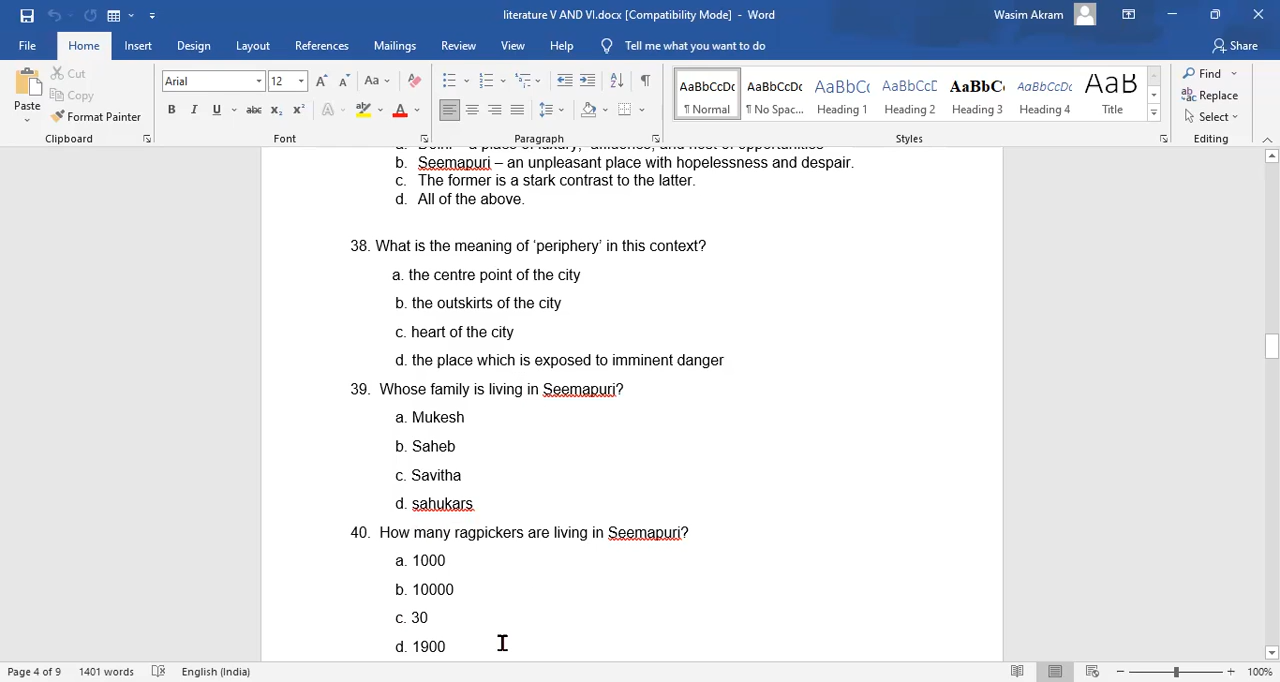 literature V AND VI.docx [Compatibility Mode] - Word
Wasim Akram
File Home Insert Design Layout References Mailings Review View Help Tell me what you want to do Share
Paste
Cut
Copy
Format Painter
Clipboard
Arial 12
Font
Paragraph
AaBbCcDc AaBbCcDc AaBbCc AaBbCcD AaBbC AaBbCcDc AaB
¶ Normal ¶ No Spac... Heading 1 Heading 2 Heading 3 Heading 4 Title
Styles
Find
Replace
Select
Editing
b. Seemapuri – an unpleasant place with hopelessness and despair.
c. The former is a stark contrast to the latter.
d. All of the above.
38. What is the meaning of ‘periphery’ in this context?
a. the centre point of the city
b. the outskirts of the city
c. heart of the city
d. the place which is exposed to imminent danger
39. Whose family is living in Seemapuri?
a. Mukesh
b. Saheb
c. Savitha
d. sahukars
40. How many ragpickers are living in Seemapuri?
a. 1000
b. 10000
c. 30
d. 1900
Page 4 of 9 1401 words English (India) 100%